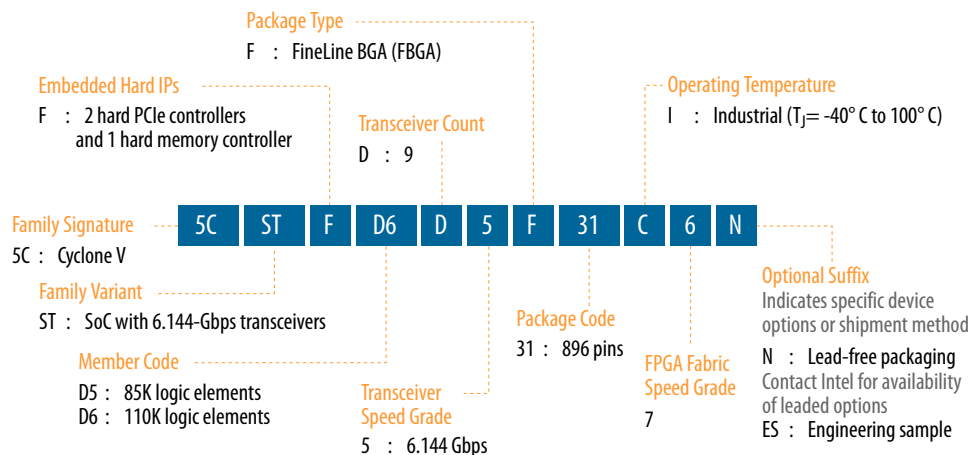 Package Type
F : FineLine BGA (FBGA)
Embedded Hard IPs
F : 2 hard PCIe controllers
and 1 hard memory controller
Transceiver Count
D : 9
Operating Temperature
I : Industrial (TJ= -40° C to 100° C)
5C ST F D6 D 5 F 31 C 6 N
Family Signature
5C : Cyclone V
Family Variant
ST : SoC with 6.144-Gbps transceivers
Member Code
D5 : 85K logic elements
D6 : 110K logic elements
Transceiver
Speed Grade
5 : 6.144 Gbps
Package Code
31 : 896 pins
FPGA Fabric
Speed Grade
7
Optional Suffix
Indicates specific device
options or shipment method
N : Lead-free packaging
Contact Intel for availability
of leaded options
ES : Engineering sample